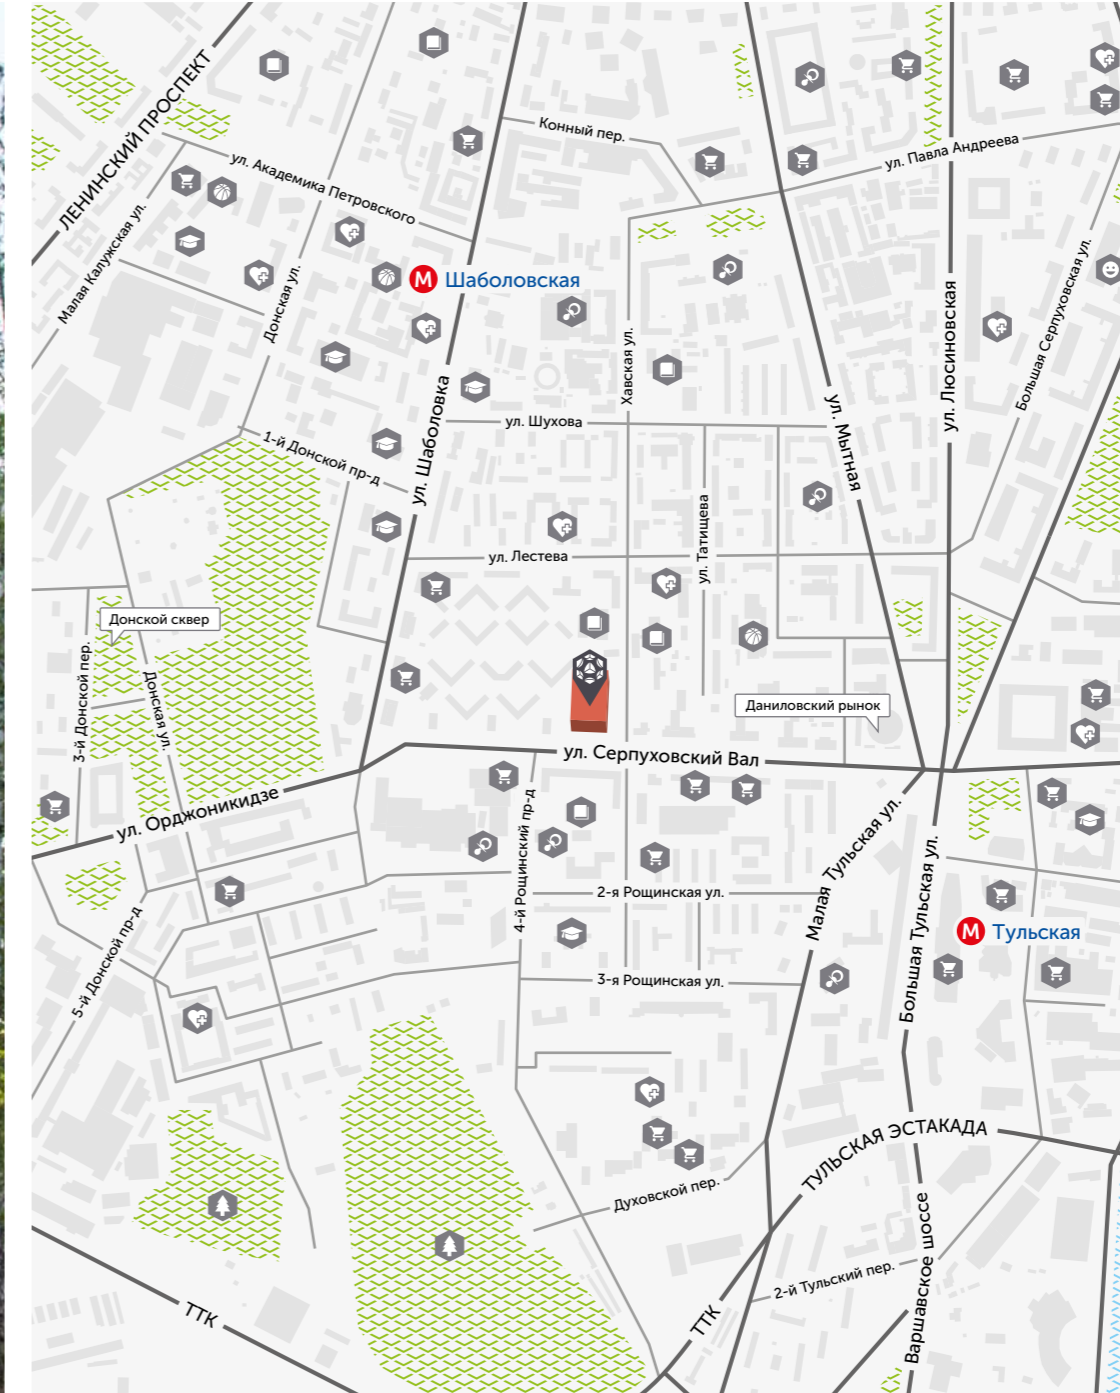 ЛЕНИНСКИЙ ПРОСПЕКТ
Конный пер.
ул. Павла Андреева
ул. Академика Петровского
Малая Калужская ул.
Донская ул.
М Шаболовская
Хавская ул.
ул. Люсиновская
Большая Серпуховская ул.
ул. Шаболовка
ул. Шухова
ул. Мытная
1-й Донской пр-д
ул. Татищева
ул. Лестева
Донской сквер
3-й Донской пер.
Донская ул.
Даниловский рынок
ул. Серпуховский Вал
ул. Орджоникидзе
4-й Рощинский пр-д
Малая Тульская ул.
Большая Тульская ул.
2-я Рощинская ул.
М Тульская
5-й Донской пр-д
3-я Рощинская ул.
ТУЛЬСКАЯ ЭСТАКАДА
Духовской пер.
Варшавское шоссе
2-й Тульский пер.
ТТК
ТТК